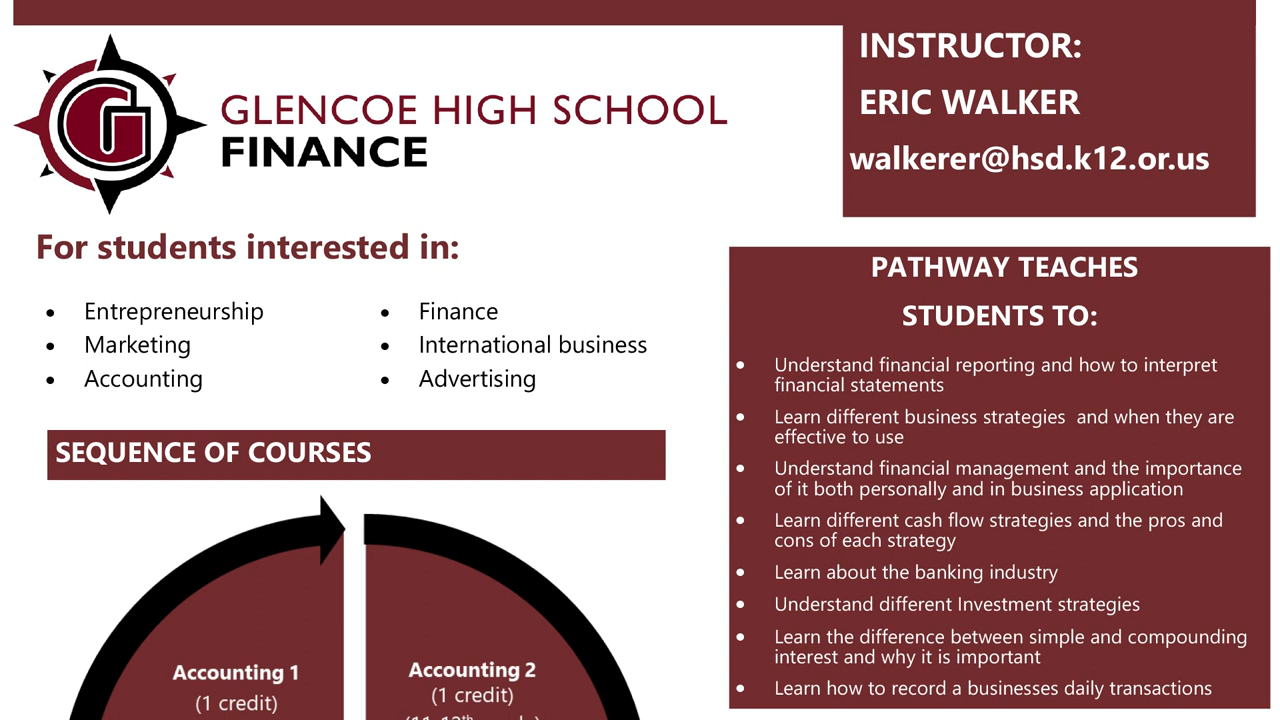 G
GLENCOE HIGH SCHOOL
FINANCE
INSTRUCTOR:
ERIC WALKER
walkerer@hsd.k12.or.us
For students interested in:
• Entrepreneurship
• Marketing
• Accounting
• Finance
• International business
• Advertising
SEQUENCE OF COURSES
Accounting 1
(1 credit)
Accounting 2
(1 credit)
PATHWAY TEACHES
STUDENTS TO:
• Understand financial reporting and how to interpret
financial statements
• Learn different business strategies and when they are
effective to use
• Understand financial management and the importance
of it both personally and in business application
• Learn different cash flow strategies and the pros and
cons of each strategy
• Learn about the banking industry
• Understand different Investment strategies
• Learn the difference between simple and compounding
interest and why it is important
• Learn how to record a businesses daily transactions